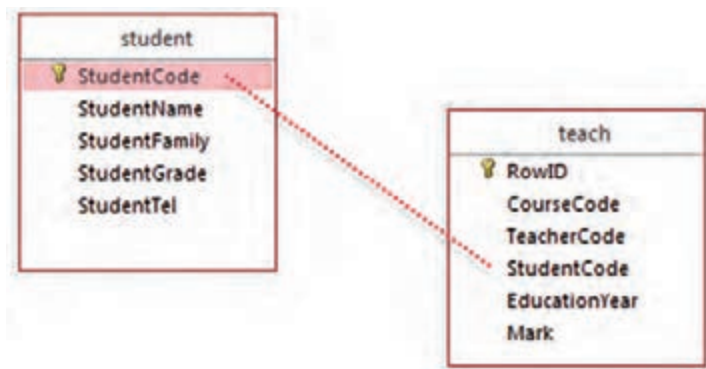 student
StudentCode
StudentName
StudentFamily
StudentGrade
StudentTel
teach
RowID
CourseCode
TeacherCode
StudentCode
EducationYear
Mark